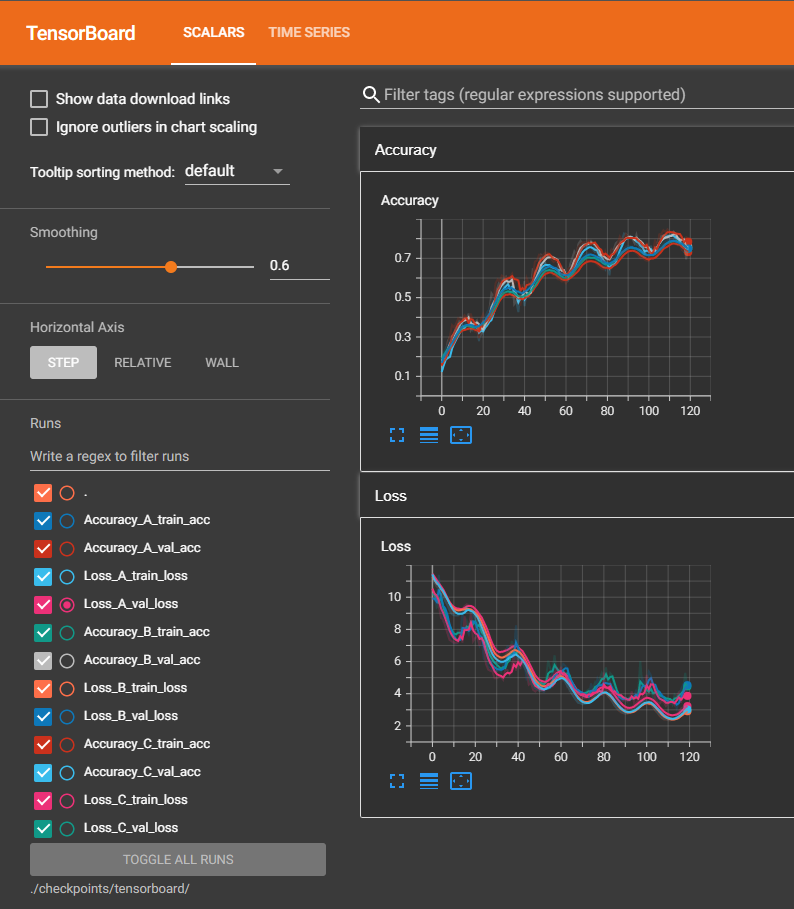 TensorBoard SCALARS TIME SERIES
Show data download links
Ignore outliers in chart scaling
Tooltip sorting method: default
Smoothing
0.6
Horizontal Axis
STEP RELATIVE WALL
Runs
Write a regex to filter runs
.
Accuracy_A_train_acc
Accuracy_A_val_acc
Loss_A_train_loss
Loss_A_val_loss
Accuracy_B_train_acc
Accuracy_B_val_acc
Loss_B_train_loss
Loss_B_val_loss
Accuracy_C_train_acc
Accuracy_C_val_acc
Loss_C_train_loss
Loss_C_val_loss
TOGGLE ALL RUNS
./checkpoints/tensorboard/
Filter tags (regular expressions supported)
Accuracy
Accuracy
0.7
0.5
0.3
0.1
0 20 40 60 80 100 120
Loss
Loss
10
8
6
4
2
0 20 40 60 80 100 120